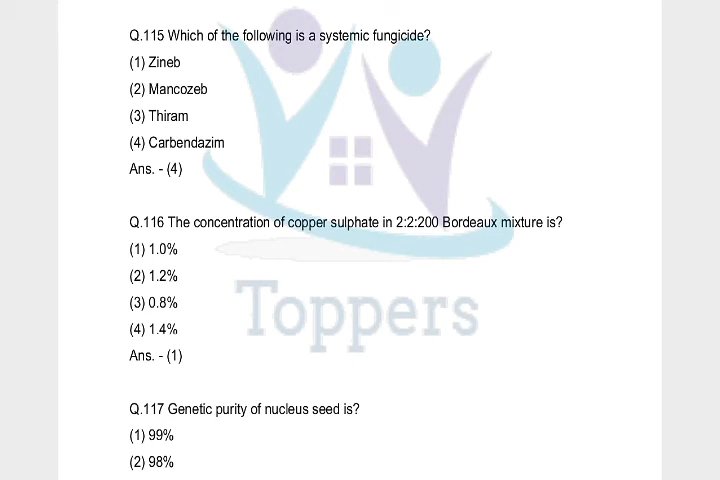 Q.115 Which of the following is a systemic fungicide?
(1) Zineb
(2) Mancozeb
(3) Thiram
(4) Carbendazim
Ans. - (4)
Q.116 The concentration of copper sulphate in 2:2:200 Bordeaux mixture is?
(1) 1.0%
(2) 1.2%
(3) 0.8%
(4) 1.4%
Ans. - (1)
Toppers
Q.117 Genetic purity of nucleus seed is?
(1) 99%
(2) 98%